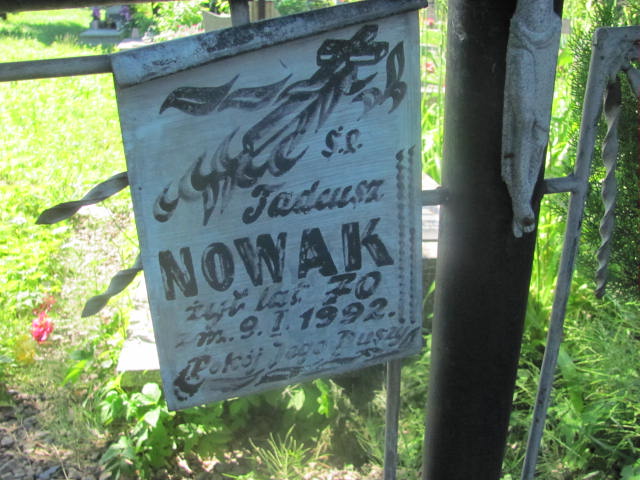 Ś.P.
Tadeusz
NOWAK
żył lat 70
zm. 9.I.1992.
Pokój Jego Duszy